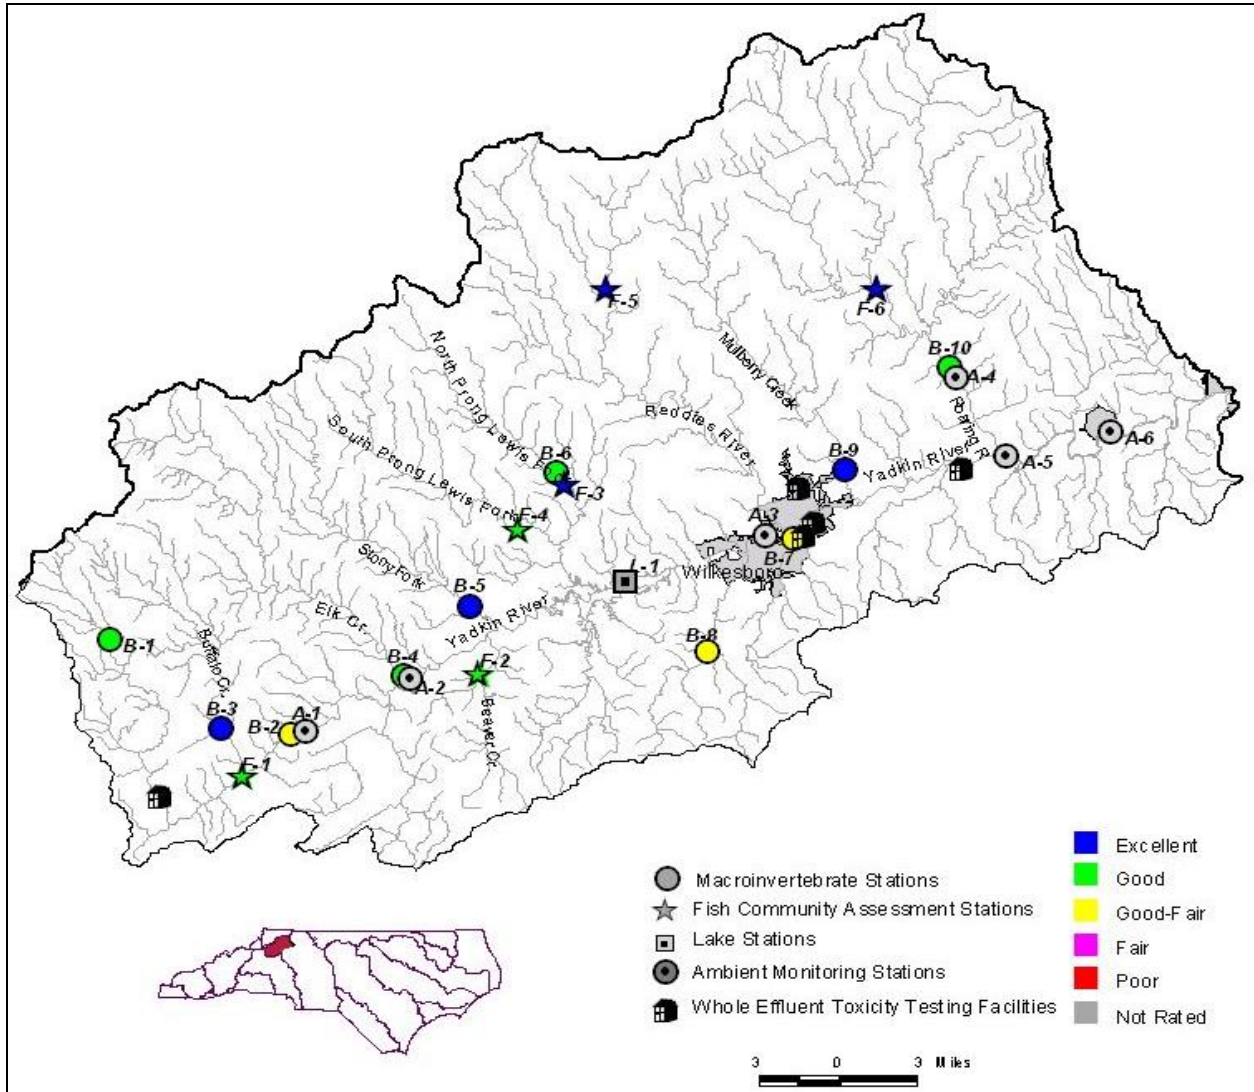 F-5
F-6
Mulberry Creek
North Prong Lewis Fork
B-10
A-4
Reddies River
Roaring R.
South Prong Lewis Fork
B-6
F-3
B-9
Yadkin River
A-6
A-5
F-4
A-3
B-7
Wilkesboro
Stony Fork
L-1
B-5
Elk Cr.
Yadkin River
B-1
Buffalo Cr.
B-8
B-4
A-2
F-2
Beaver Cr.
B-3
B-2
A-1
F-1
Macroinvertebrate Stations
Fish Community Assessment Stations
Lake Stations
Ambient Monitoring Stations
Whole Effluent Toxicity Testing Facilities
Excellent
Good
Good-Fair
Fair
Poor
Not Rated
3 0 3 Miles